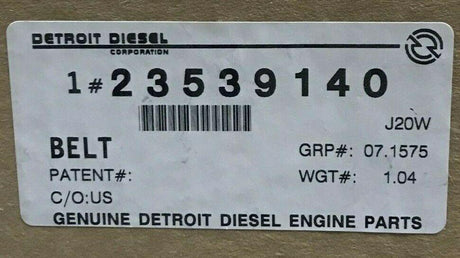 DETROIT DIESEL
CORPORATION
1# 23539140
J20W
BELT GRP#: 07.1575
PATENT#: WGT#: 1.04
C/O:US
GENUINE DETROIT DIESEL ENGINE PARTS